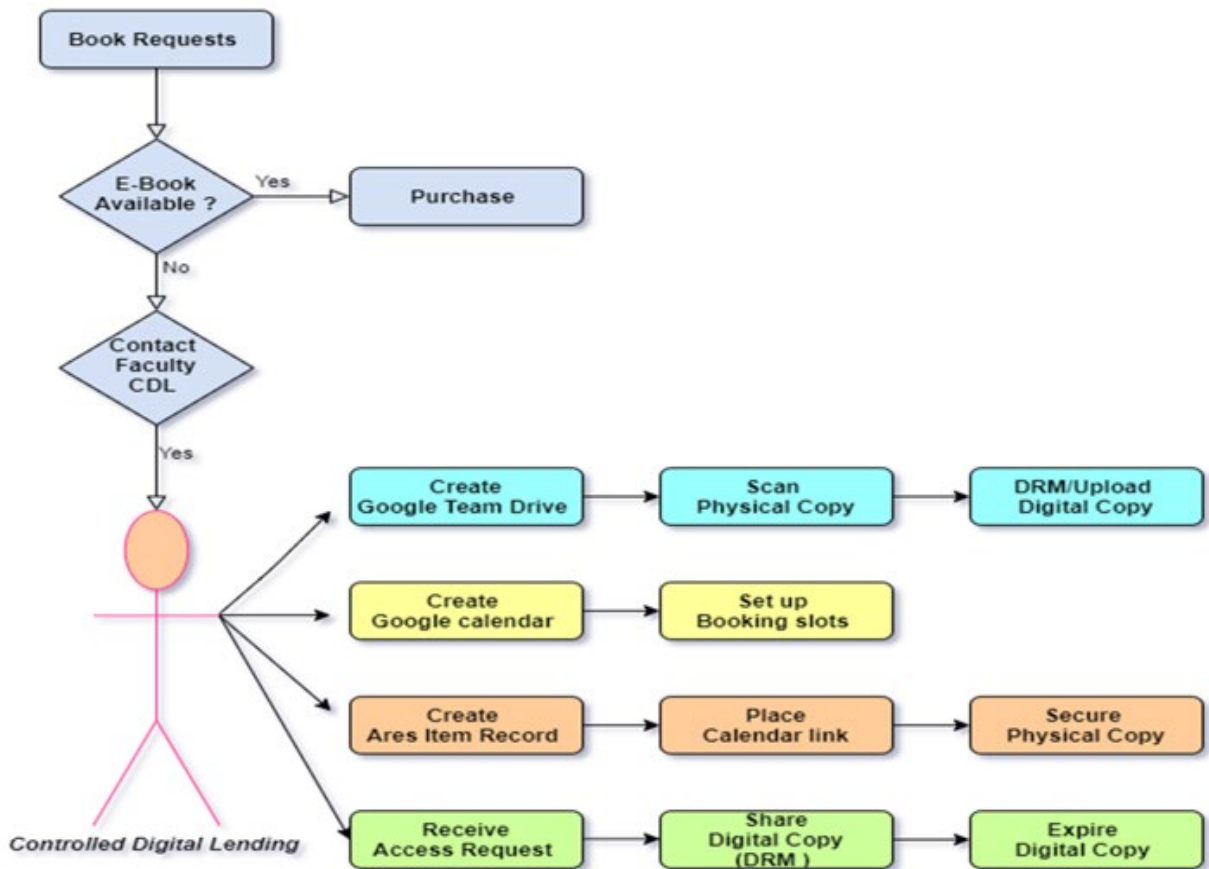 Book Requests
E-Book
Available ?
Yes
Purchase
No
Contact
Faculty
CDL
Yes
Create
Google Team Drive
Scan
Physical Copy
DRM/Upload
Digital Copy
Create
Google calendar
Set up
Booking slots
Create
Ares Item Record
Place
Calendar link
Secure
Physical Copy
Receive
Access Request
Share
Digital Copy
(DRM )
Expire
Digital Copy
Controlled Digital Lending